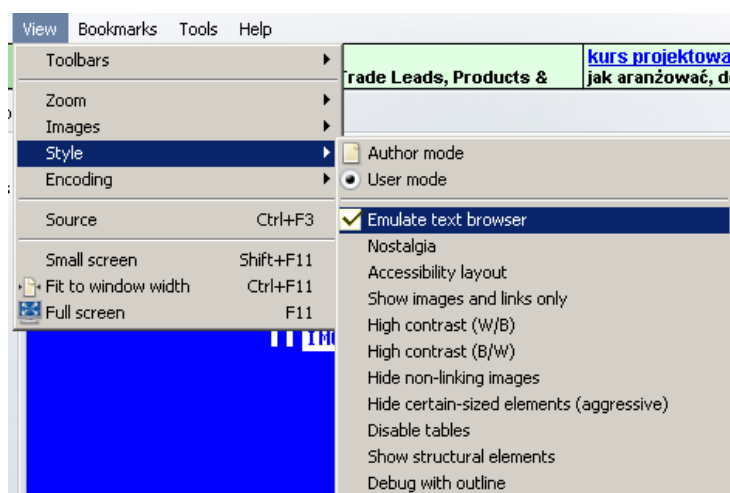 View Bookmarks Tools Help
Toolbars
Trade Leads, Products &
kurs projektowa
jak aranżować, d
Zoom
Images
Style
Encoding
Source Ctrl+F3
Small screen Shift+F11
Fit to window width Ctrl+F11
Full screen F11
Author mode
User mode
Emulate text browser
Nostalgia
Accessibility layout
Show images and links only
High contrast (W/B)
High contrast (B/W)
Hide non-linking images
Hide certain-sized elements (aggressive)
Disable tables
Show structural elements
Debug with outline